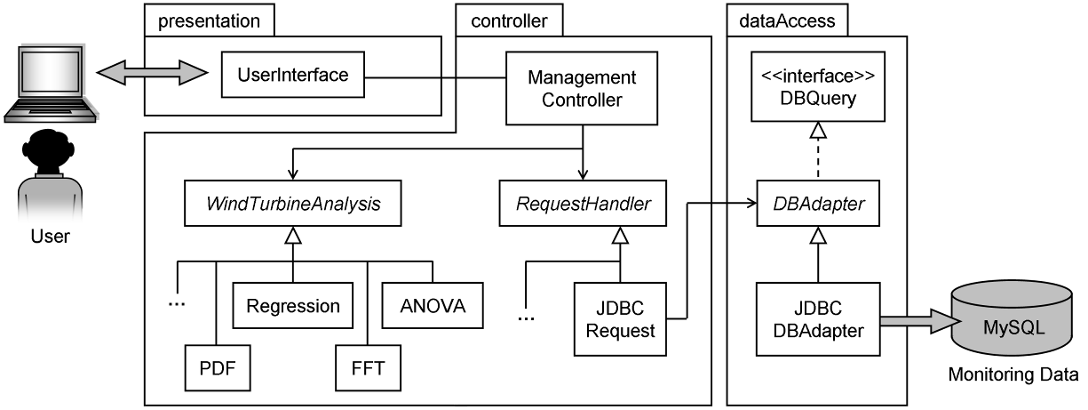 presentation
controller
dataAccess
UserInterface
Management
Controller
<<interface>>
DBQuery
User
WindTurbineAnalysis
RequestHandler
DBAdapter
...
Regression
ANOVA
PDF
FFT
...
JDBC
Request
JDBC
DBAdapter
MySQL
Monitoring Data